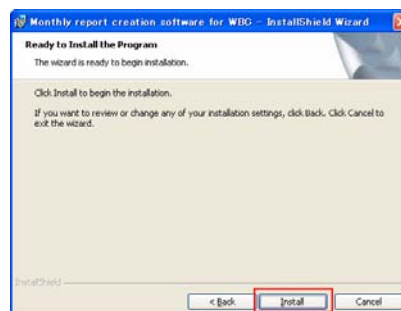 Monthly report creation software for WBG - InstallShield Wizard
Ready to Install the Program
The wizard is ready to begin installation.
Click Install to begin the installation.
If you want to review or change any of your installation settings, click Back. Click Cancel to
exit the wizard.
InstallShield
< Back Install Cancel